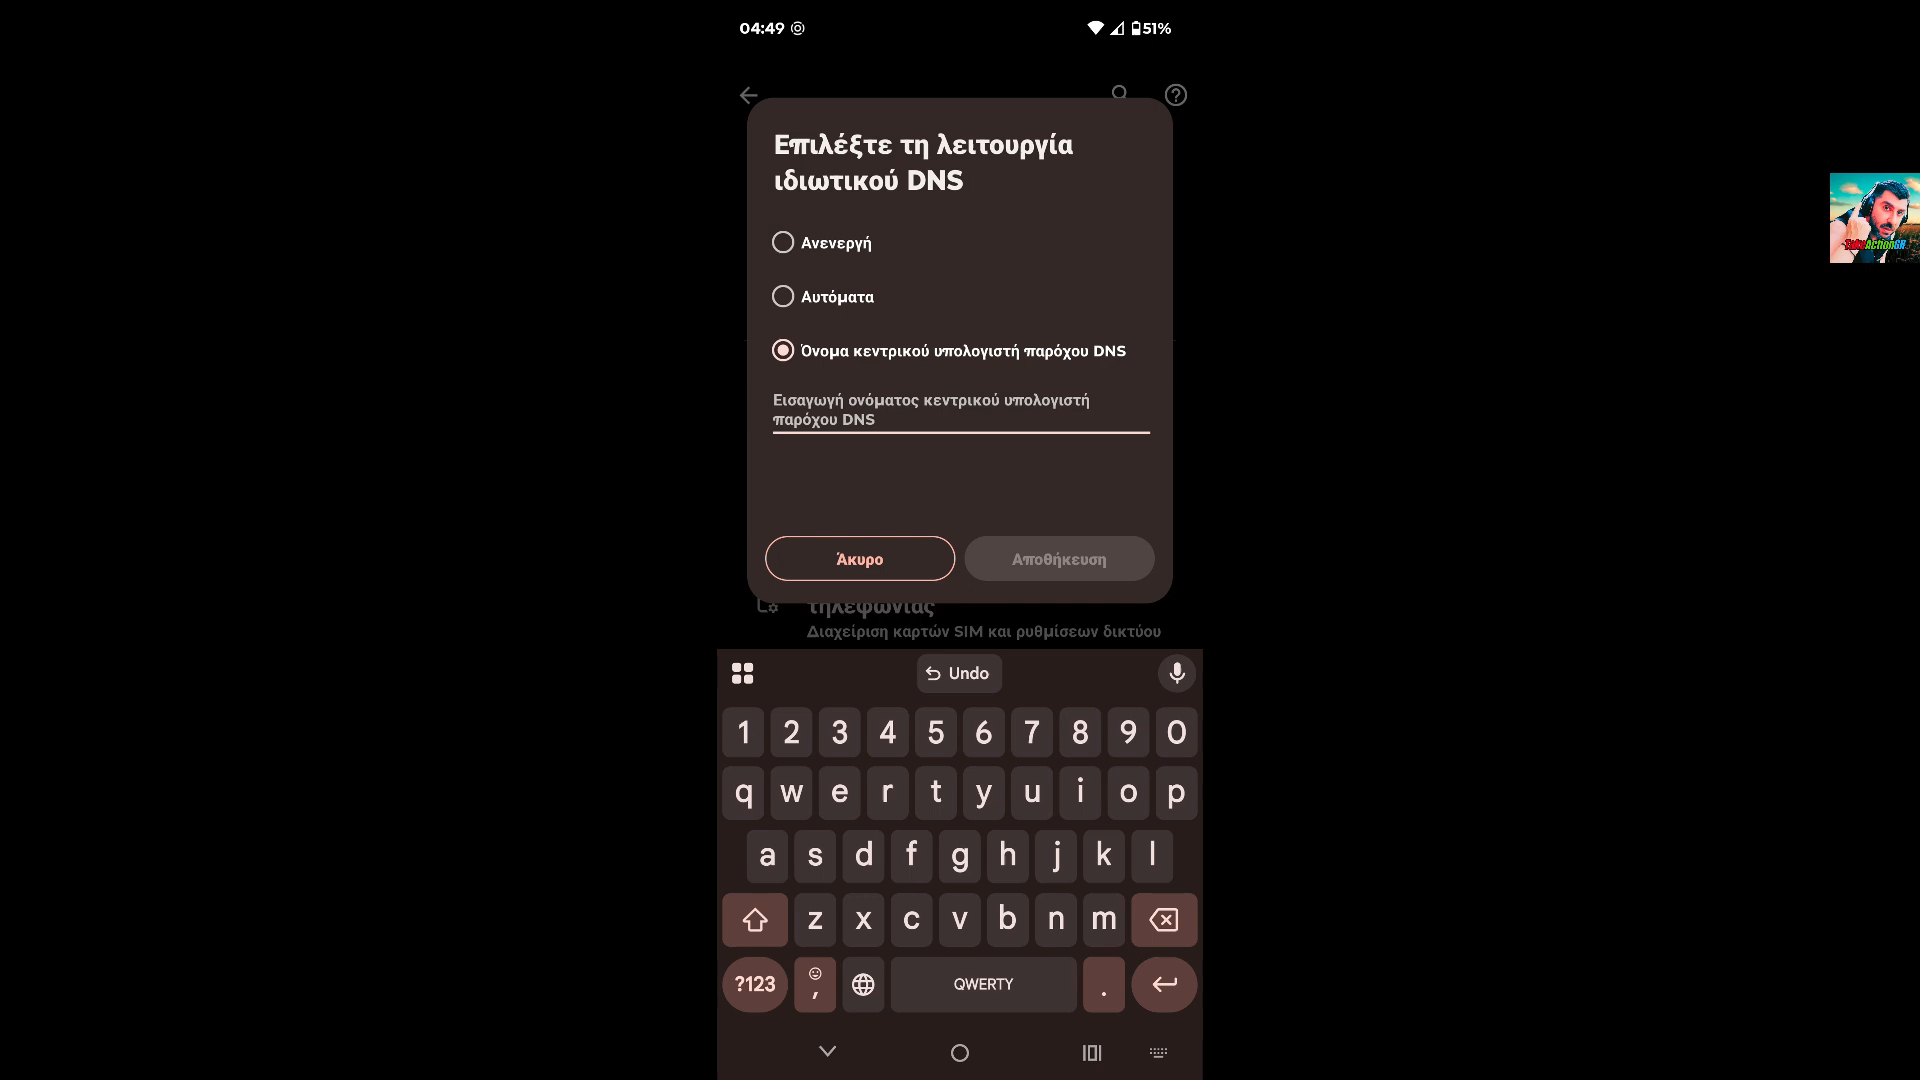 04:49 51%
Επιλέξτε τη λειτουργία
ιδιωτικού DNS
Ανενεργή
Αυτόματα
Όνομα κεντρικού υπολογιστή παρόχου DNS
Εισαγωγή ονόματος κεντρικού υπολογιστή
παρόχου DNS
Άκυρο Αποθήκευση
τηλεφωνίας
Διαχείριση καρτών SIM και ρυθμίσεων δικτύου
Undo
1 2 3 4 5 6 7 8 9 0
q w e r t y u i o p
a s d f g h j k l
z x c v b n m
?123 , QWERTY .
TakeActionGR